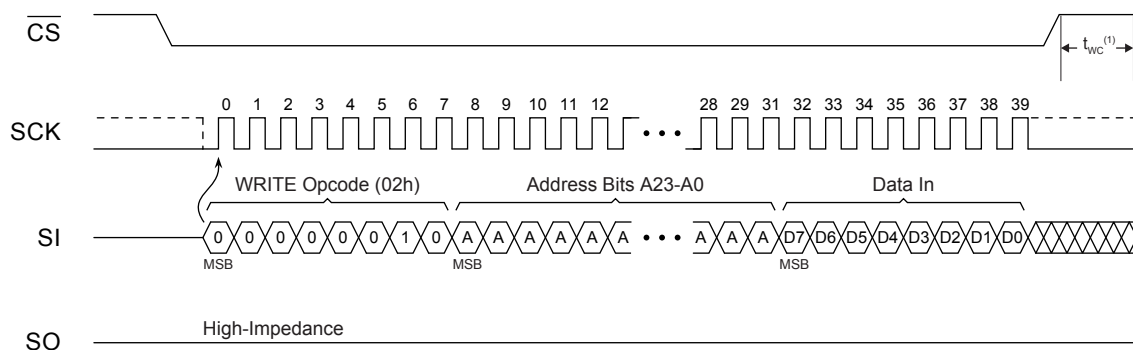 CS
t_WC (1)
0 1 2 3 4 5 6 7 8 9 10 11 12 28 29 30 31 32 33 34 35 36 37 38 39
SCK
WRITE Opcode (02h) Address Bits A23-A0 Data In
SI 0 0 0 0 0 0 1 0 A A A A A A • • • A A A D7 D6 D5 D4 D3 D2 D1 D0
MSB MSB MSB
High-Impedance
SO